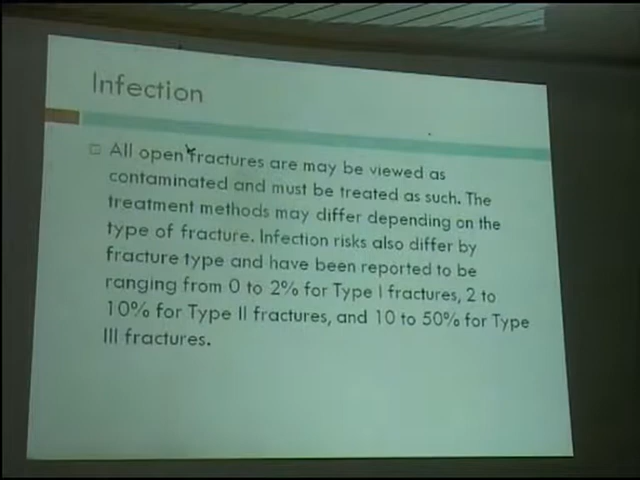 Infection
All open fractures are may be viewed as
contaminated and must be treated as such. The
treatment methods may differ depending on the
type of fracture. Infection risks also differ by
fracture type and have been reported to be
ranging from 0 to 2% for Type I fractures, 2 to
10% for Type II fractures, and 10 to 50% for Type
III fractures.